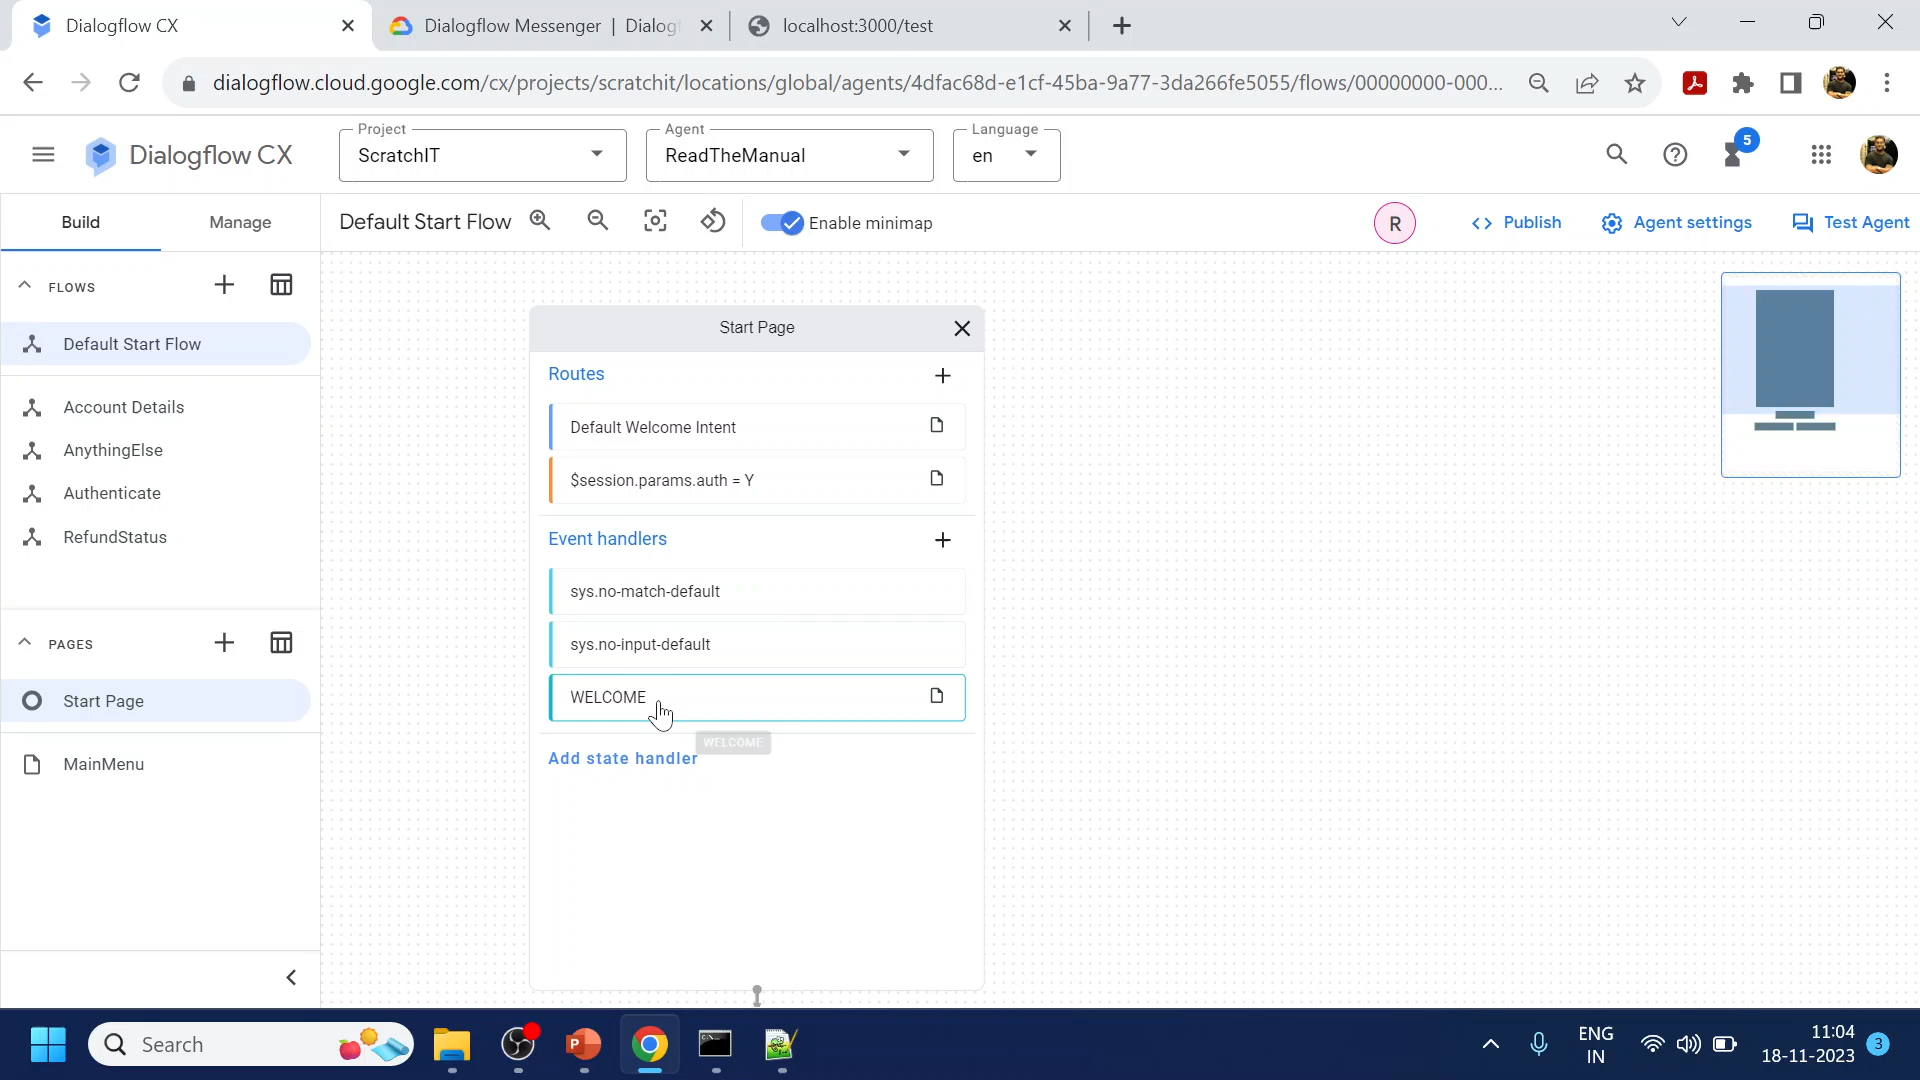 Dialogflow CX
Dialogflow Messenger | Dialogf
localhost:3000/test
dialogflow.cloud.google.com/cx/projects/scratchit/locations/global/agents/4dfac68d-e1cf-45ba-9a77-3da266fe5055/flows/00000000-000...
Dialogflow CX
Project
ScratchIT
Agent
ReadTheManual
Language
en
5
Build
Manage
Default Start Flow
Enable minimap
R
Publish
Agent settings
Test Agent
FLOWS
Default Start Flow
Account Details
AnythingElse
Authenticate
RefundStatus
PAGES
Start Page
MainMenu
Start Page
Routes
Default Welcome Intent
$session.params.auth = Y
Event handlers
sys.no-match-default
sys.no-input-default
WELCOME
WELCOME
Add state handler
Search
P
ENG
IN
11:04
18-11-2023
3